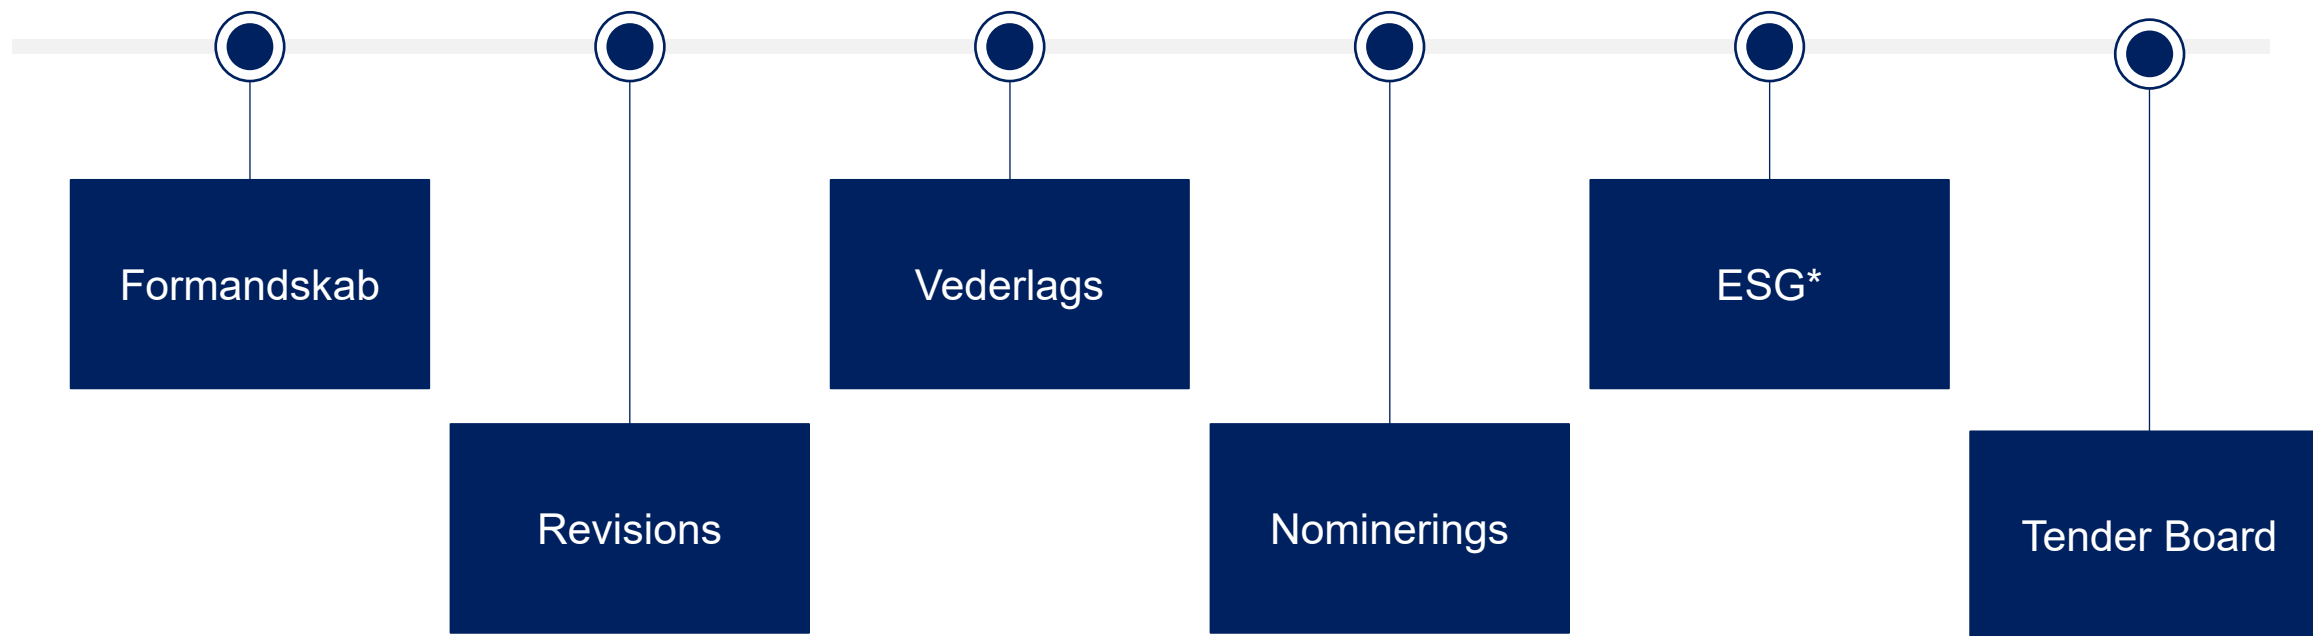 Formandskab
Revisions
Vederlags
Nominerings
ESG*
Tender Board